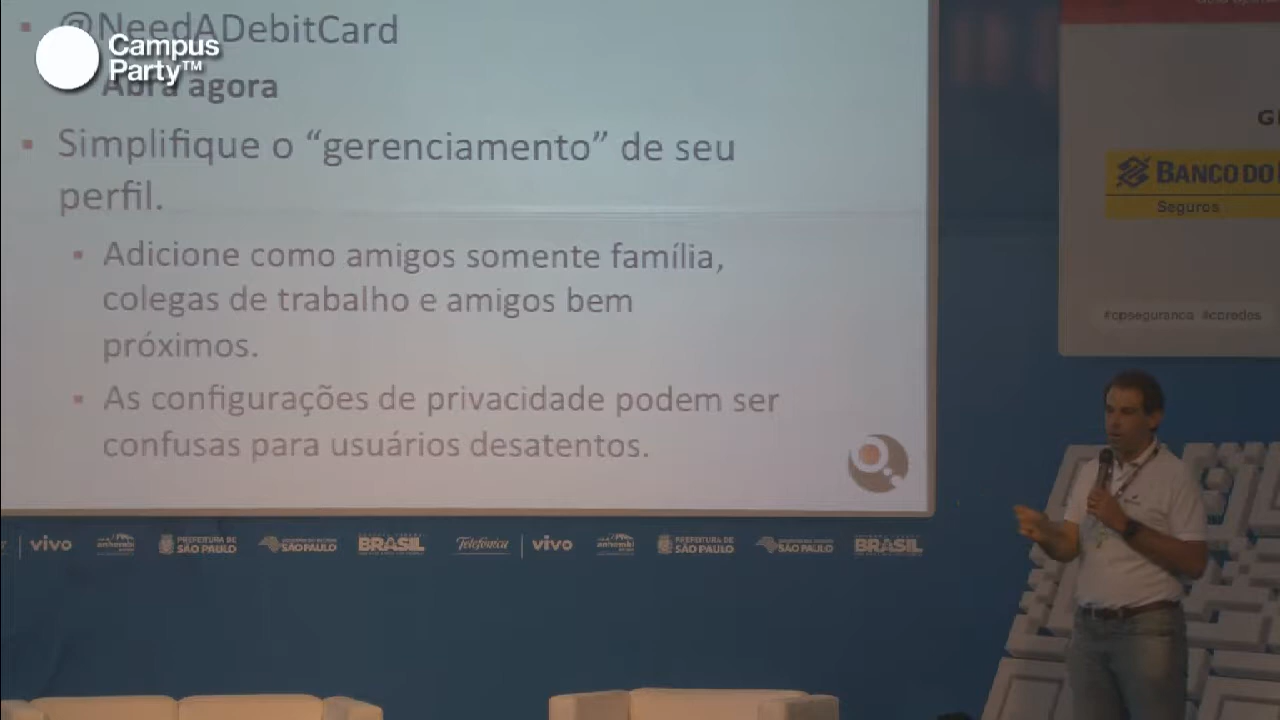 @NeedADebitCard
Campus
Party™
Abra agora
Simplifique o “gerenciamento” de seu
perfil.
Adicione como amigos somente família,
colegas de trabalho e amigos bem
próximos.
As configurações de privacidade podem ser
confusas para usuários desatentos.
BANCO DO
Seguros
#cpseguranca #cpredes
vivo
PREFEITURA DE
SÃO PAULO
SÃO PAULO
BRASIL
Telefónica
vivo
PREFEITURA DE
SÃO PAULO
SÃO PAULO
BRASIL